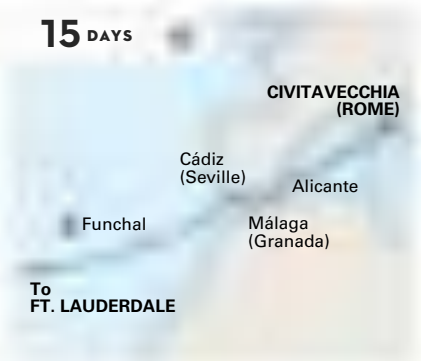 15 DAYS
CIVITAVECCHIA
(ROME)
Cádiz
(Seville)
Alicante
Funchal
Málaga
(Granada)
To
FT. LAUDERDALE